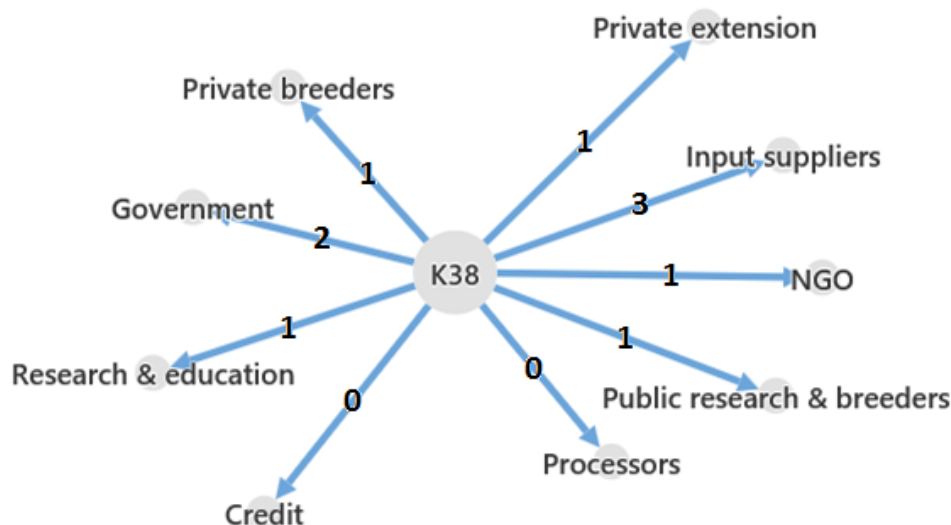 Private extension
Private breeders
1
Input suppliers
1
3
Government
2
K38
1
NGO
1
1
Research & education
0
0
Public research & breeders
Processors
Credit